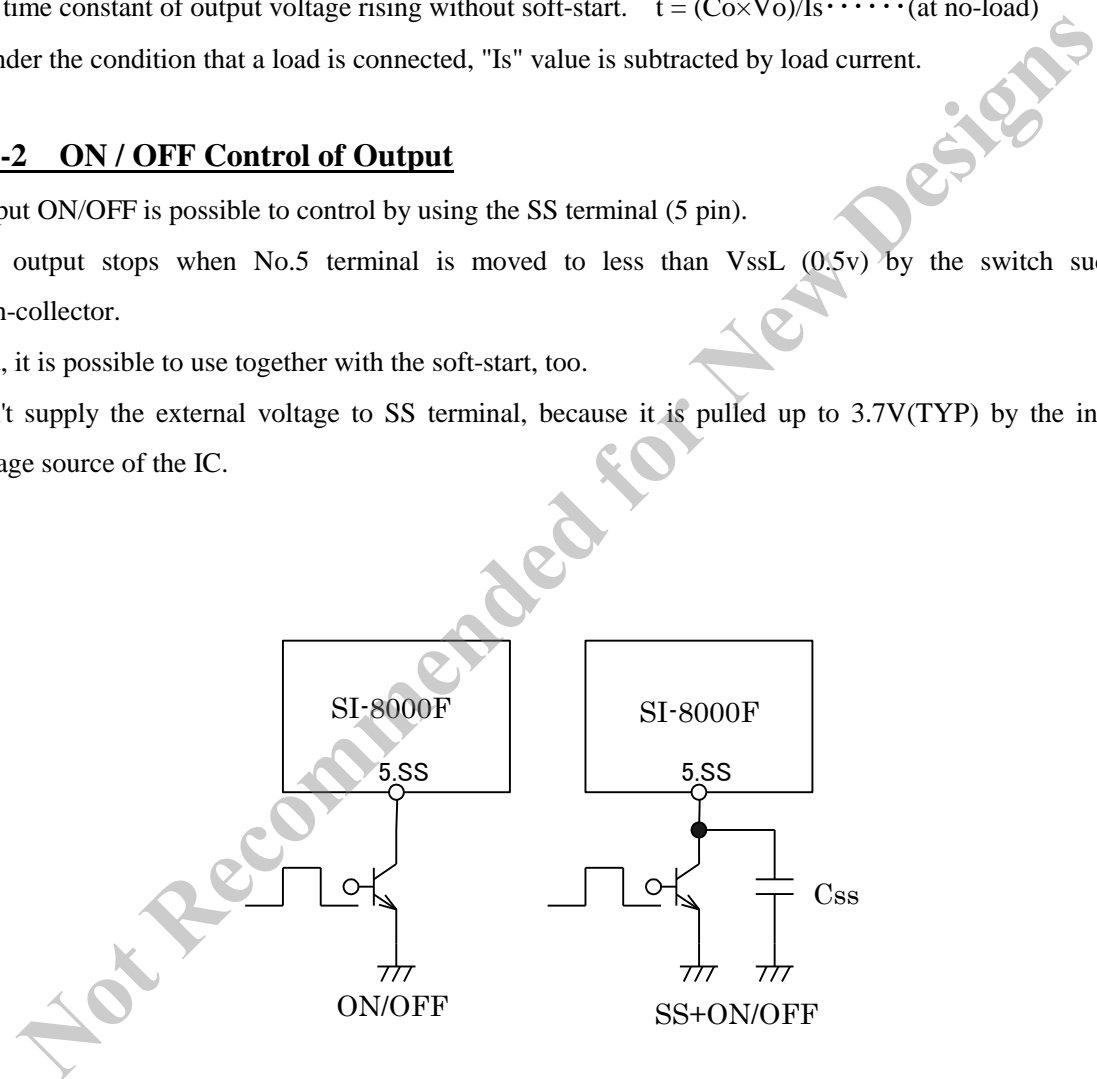 time constant of output voltage rising without soft-start. t = (Co×Vo)/Is······(at no-load)
nder the condition that a load is connected, "Is" value is subtracted by load current.
-2 ON / OFF Control of Output
put ON/OFF is possible to control by using the SS terminal (5 pin).
output stops when No.5 terminal is moved to less than VssL (0.5v) by the switch su
n-collector.
, it is possible to use together with the soft-start, too.
't supply the external voltage to SS terminal, because it is pulled up to 3.7V(TYP) by the in
age source of the IC.
SI-8000F
5.SS
ON/OFF
SI-8000F
5.SS
Css
SS+ON/OFF
Not Recommended for New Designs